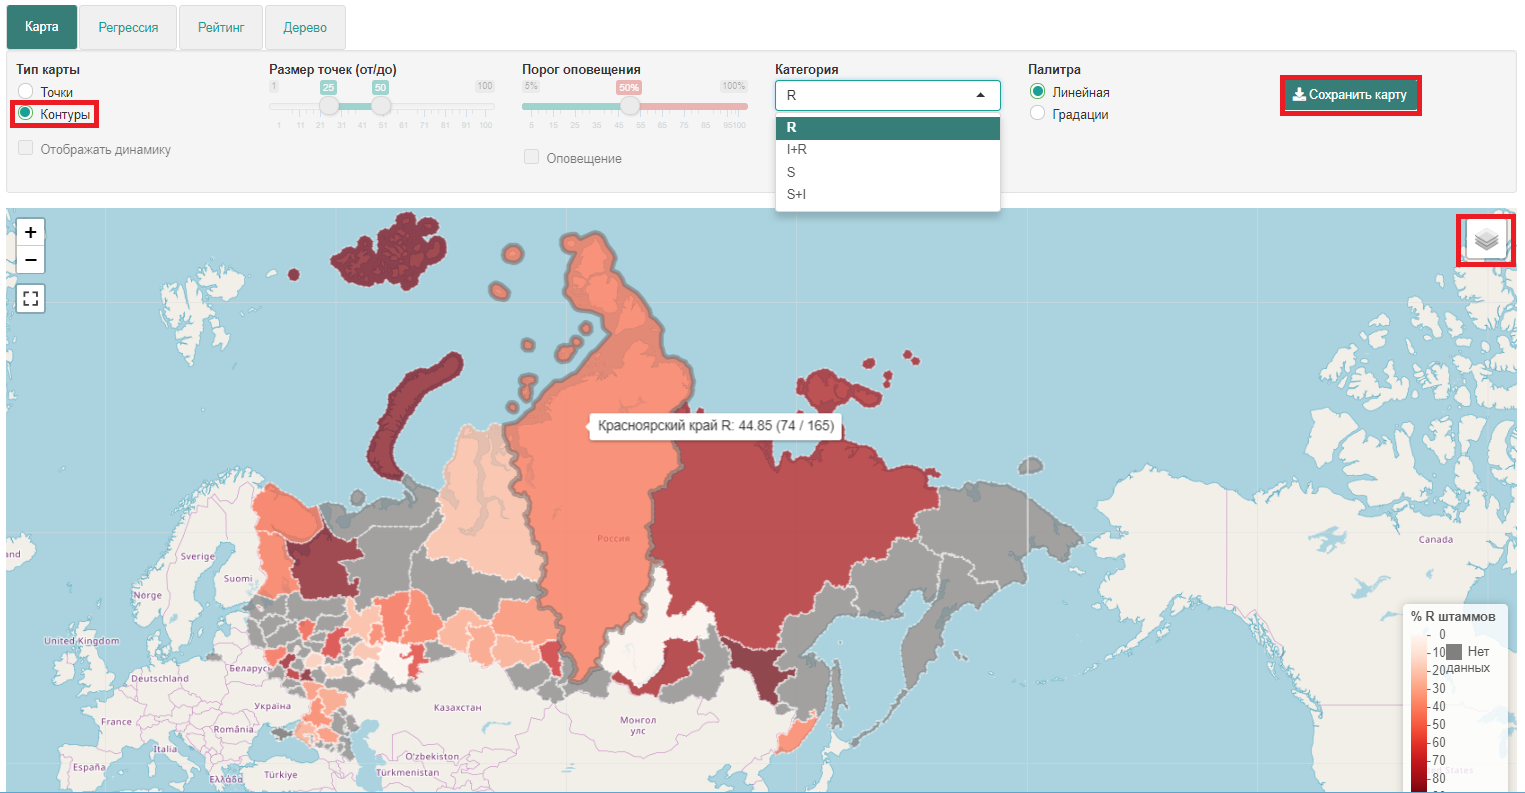 Карта
Регрессия
Рейтинг
Дерево
Тип карты
Точки
Контуры
Отображать динамику
Размер точек (от/до)
1 25 50 100
1 11 21 31 41 51 61 71 81 91 100
Порог оповещения
5% 50% 100%
5 15 25 35 45 55 65 75 85 95100
Оповещение
Категория
R
R
I+R
S
S+I
Палитра
Линейная
Градации
Сохранить карту
+
−
Красноярский край R: 44.85 (74 / 165)
Россия
Sverige
Suomi
Norge
United Kingdom
Беларусь
Deutschland
Україна
Казахстан
France
România
Монгол
улс
Italia
España
Ελλάδα
Türkiye
O'zbekiston
Türkmenistan
Canada
States
% R штаммов
0
10
20
30
40
50
60
70
80
Нет
данных